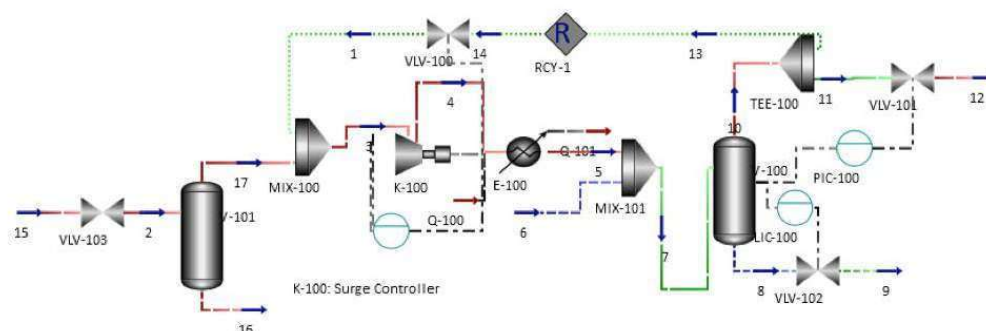 1
VLV-100
14
R
RCY-1
13
TEE-100
11
VLV-101
12
4
3
10
17
MIX-100
K-100
E-100
Q-101
5
MIX-101
V-100
PIC-100
15
VLV-103
2
V-101
Q-100
6
7
LIC-100
K-100: Surge Controller
8
VLV-102
9
16